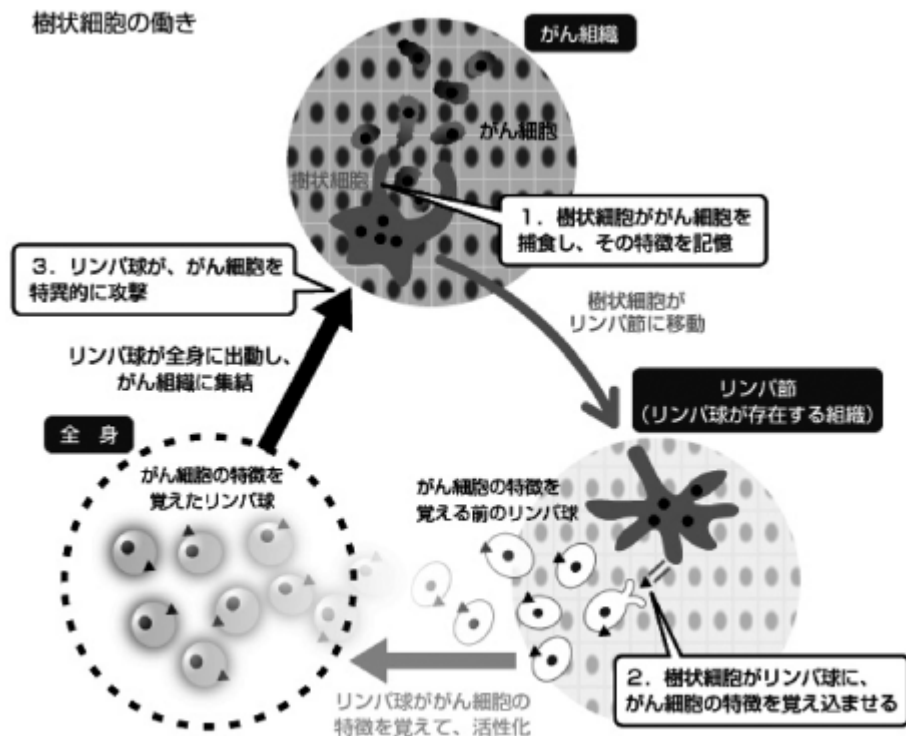 樹状細胞の働き
がん組織
がん細胞
樹状細胞
1．樹状細胞ががん細胞を
捕食し、その特徴を記憶
樹状細胞が
リンパ節に移動
リンパ節
（リンパ球が存在する組織）
がん細胞の特徴を
覚える前のリンパ球
2．樹状細胞がリンパ球に、
がん細胞の特徴を覚え込ませる
リンパ球ががん細胞の
特徴を覚えて、活性化
全 身
がん細胞の特徴を
覚えたリンパ球
リンパ球が全身に出動し、
がん組織に集結
3．リンパ球が、がん細胞を
特異的に攻撃